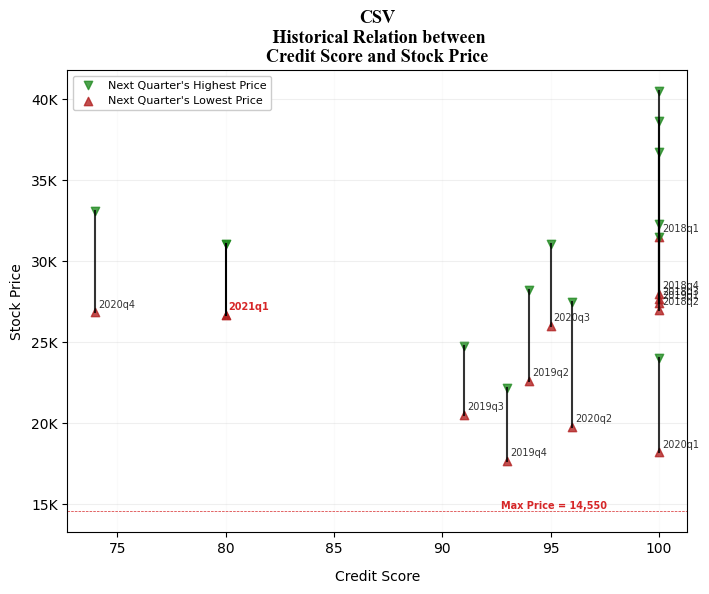 CSV
Historical Relation between
Credit Score and Stock Price
Next Quarter's Highest Price
Next Quarter's Lowest Price
40K
35K
30K
25K
20K
15K
Stock Price
2018q1
2018q4
2018q2
2020q4
2021q1
2020q3
2019q2
2019q3
2020q2
2019q4
2020q1
Max Price = 14,550
75
80
85
90
95
100
Credit Score